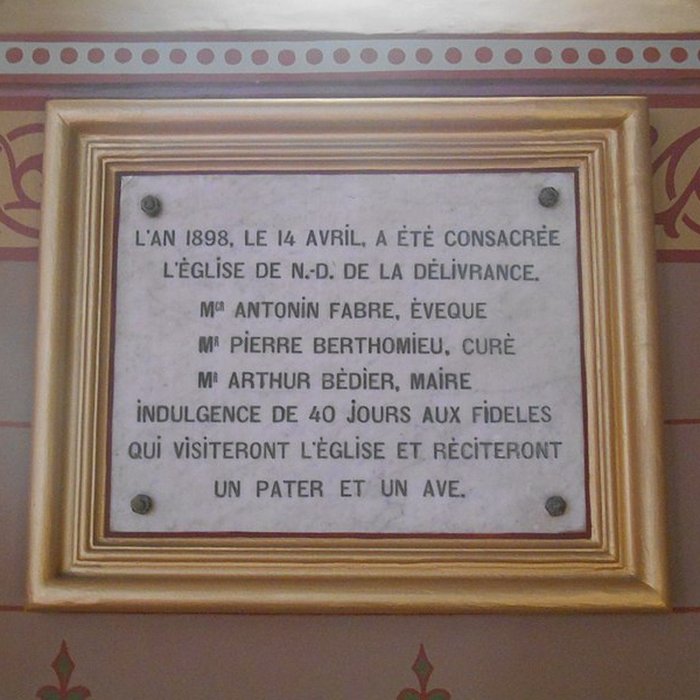 L'AN 1898, LE 14 AVRIL, A ÉTÉ CONSACRÉE
L'ÉGLISE DE N.-D. DE LA DÉLIVRANCE.
MGR ANTONIN FABRE, ÉVEQUE
MR PIERRE BERTHOMIEU, CURÈ
MR ARTHUR BÈDIER, MAIRE
INDULGENCE DE 40 JOURS AUX FIDELES
QUI VISITERONT L'ÉGLISE ET RÉCITERONT
UN PATER ET UN AVE.